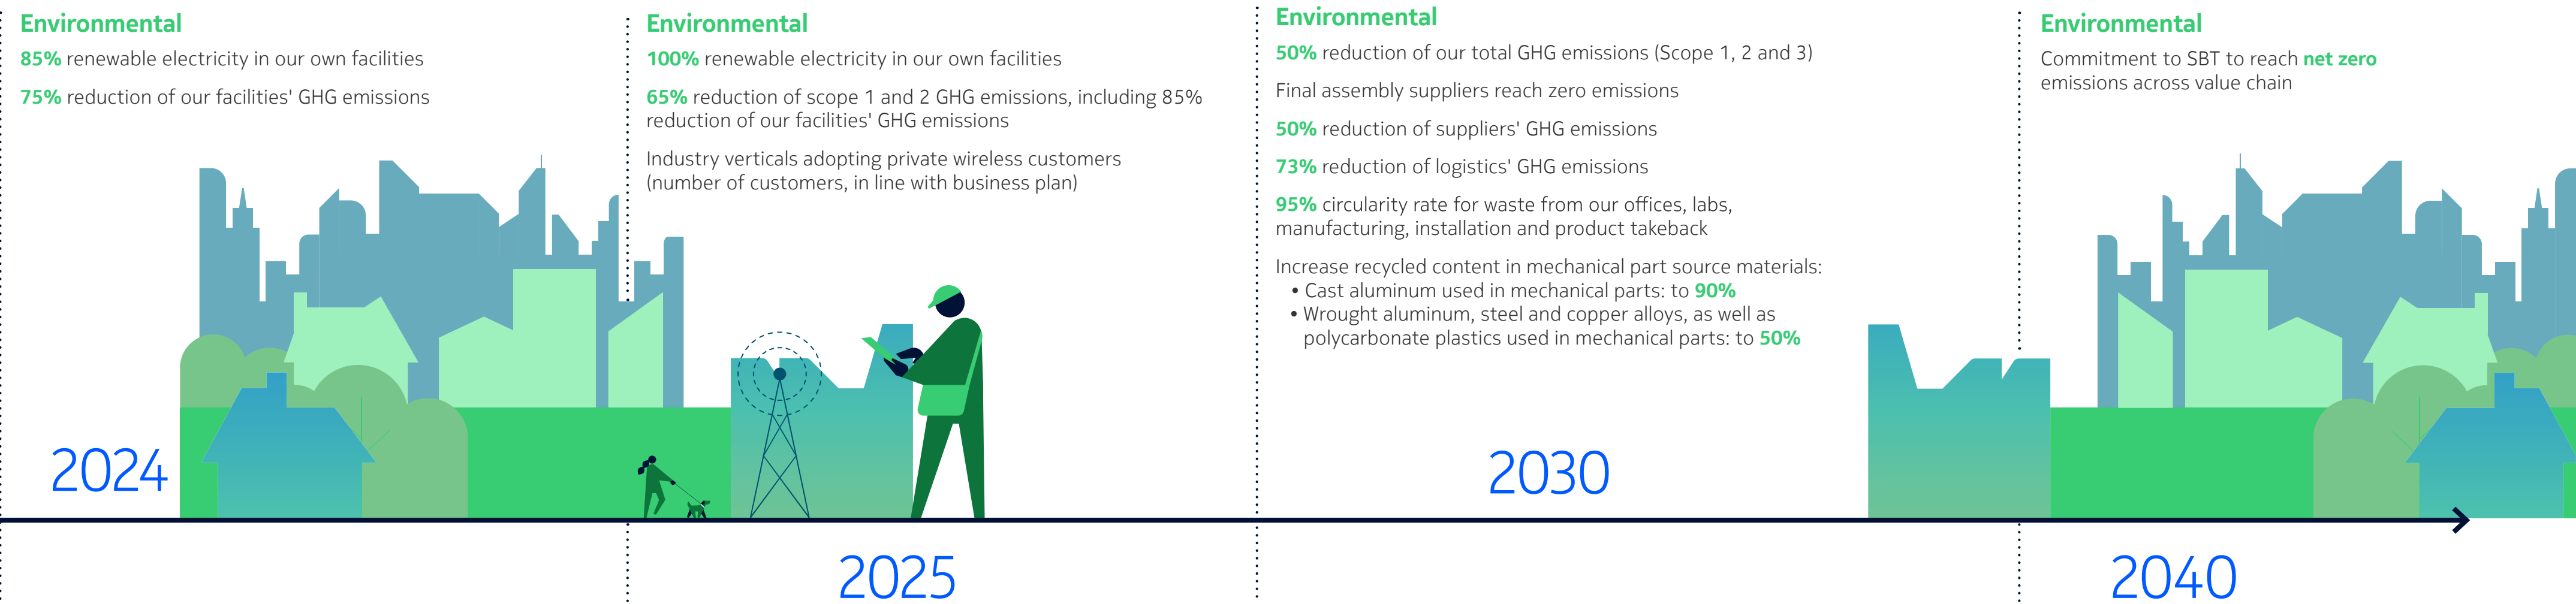 Environmental
85% renewable electricity in our own facilities
75% reduction of our facilities' GHG emissions
2024
Environmental
100% renewable electricity in our own facilities
65% reduction of scope 1 and 2 GHG emissions, including 85%
reduction of our facilities' GHG emissions
Industry verticals adopting private wireless customers
(number of customers, in line with business plan)
2025
Environmental
50% reduction of our total GHG emissions (Scope 1, 2 and 3)
Final assembly suppliers reach zero emissions
50% reduction of suppliers' GHG emissions
73% reduction of logistics' GHG emissions
95% circularity rate for waste from our offices, labs,
manufacturing, installation and product takeback
Increase recycled content in mechanical part source materials:
• Cast aluminum used in mechanical parts: to 90%
• Wrought aluminum, steel and copper alloys, as well as
polycarbonate plastics used in mechanical parts: to 50%
2030
Environmental
Commitment to SBT to reach net zero
emissions across value chain
2040